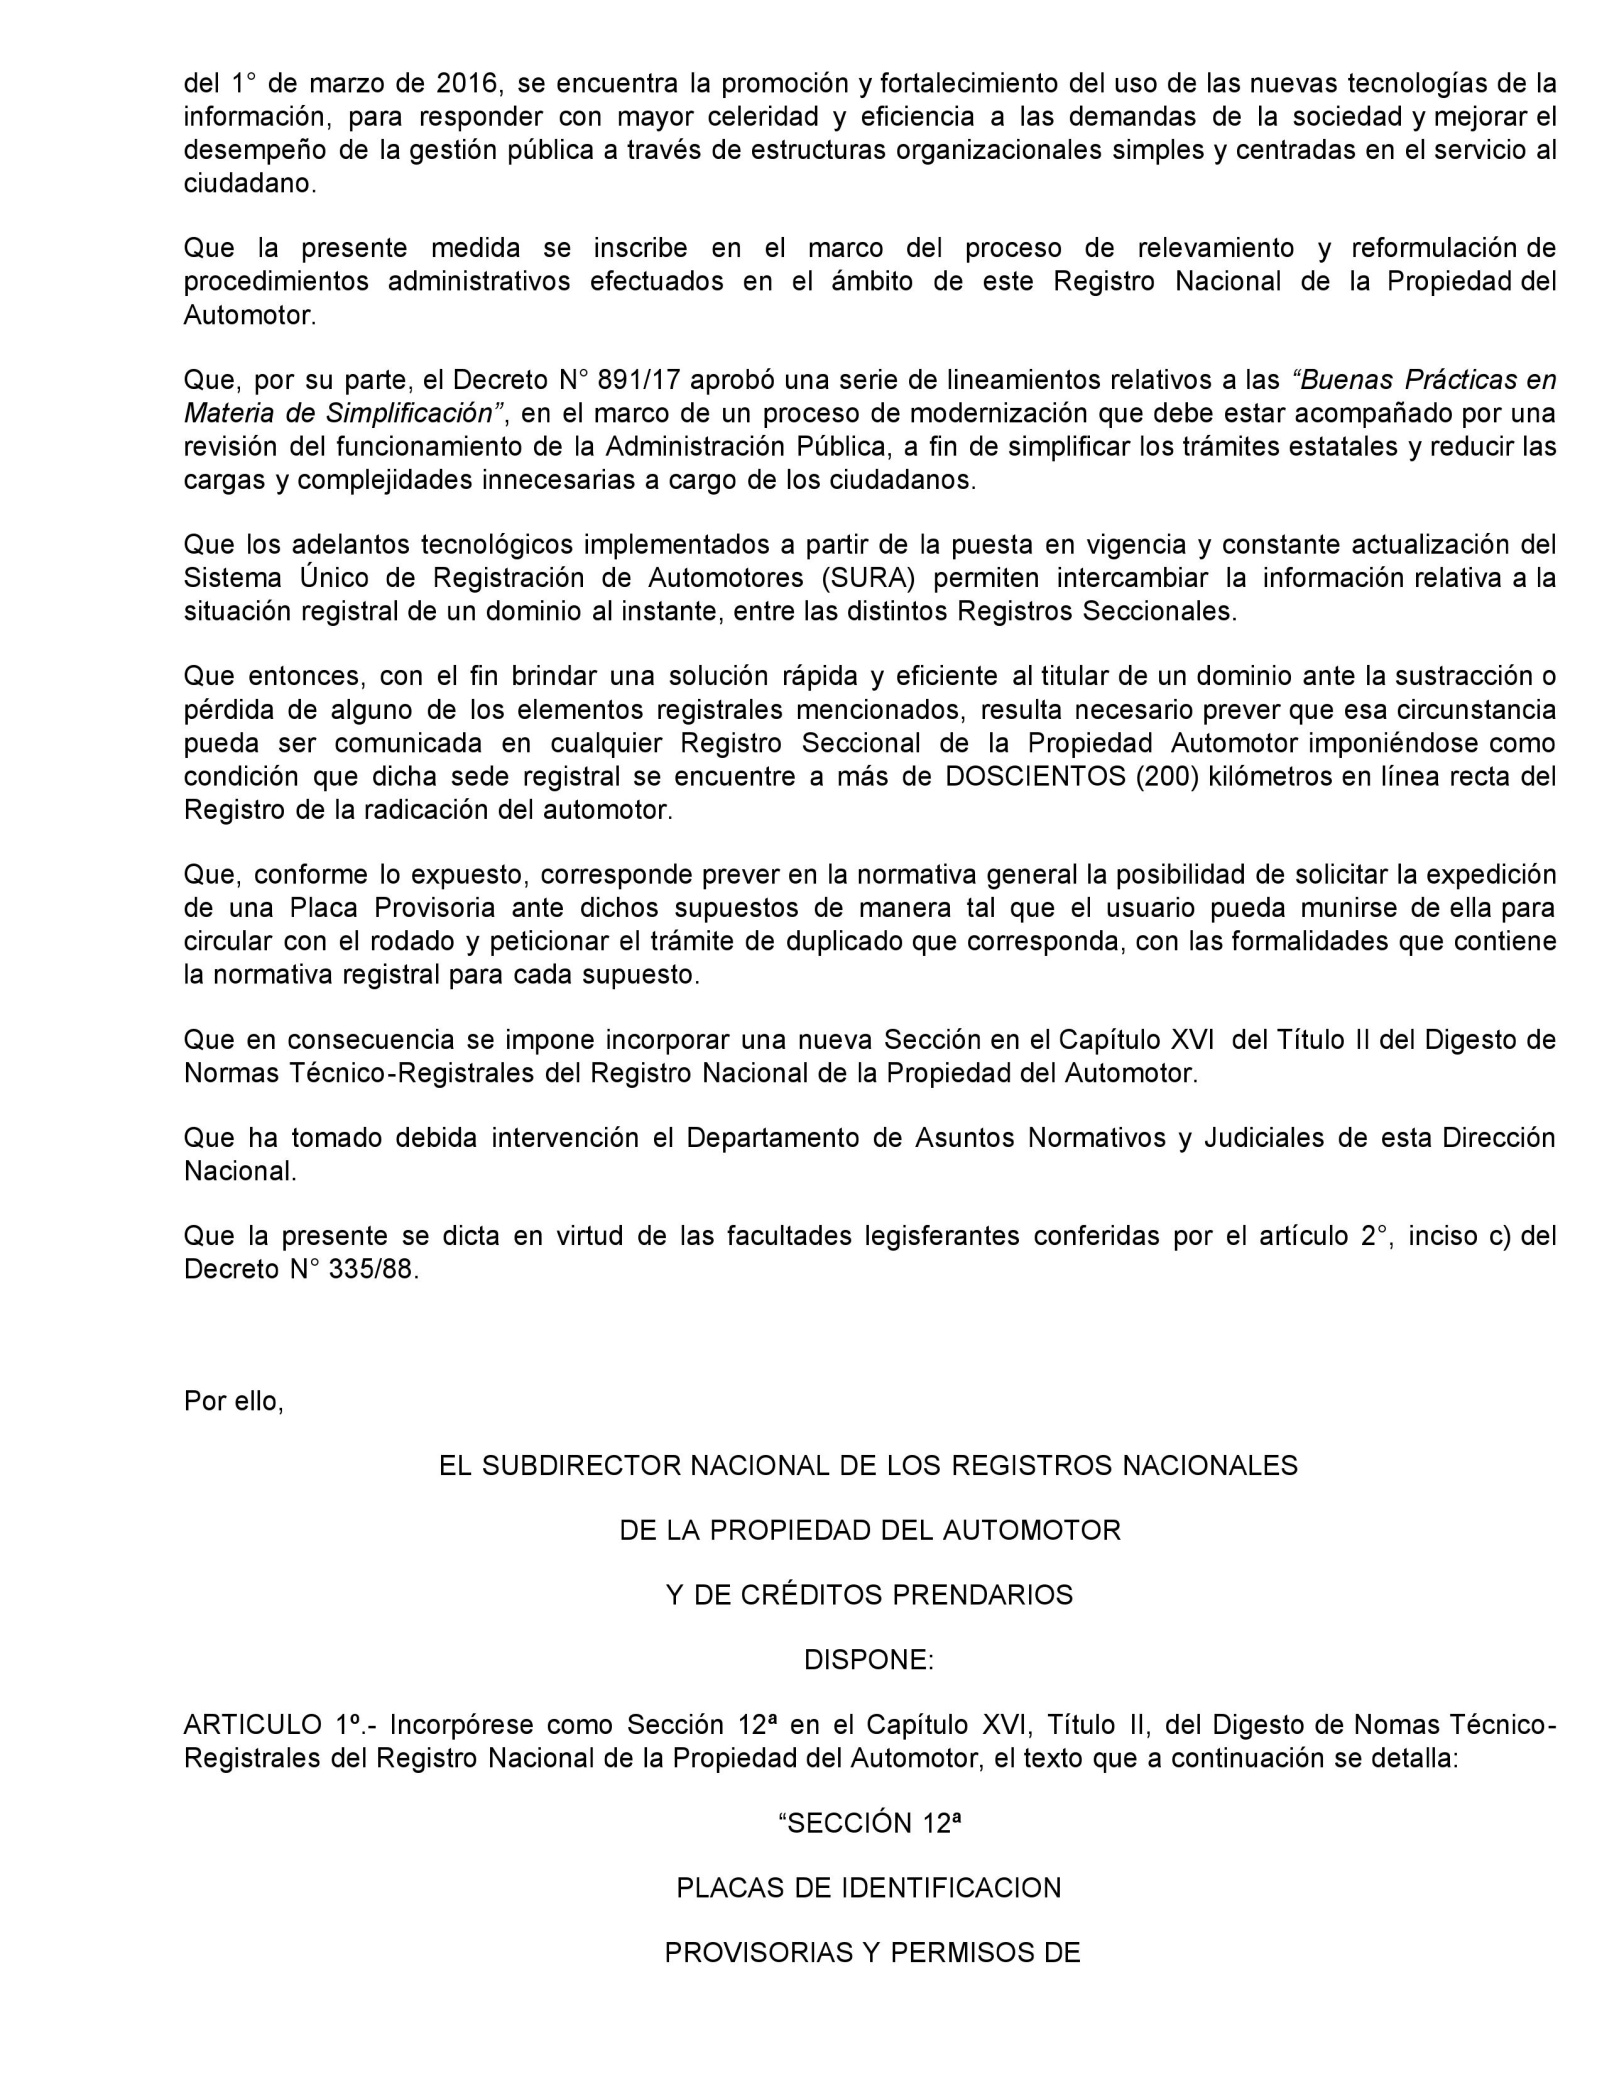 del 1° de marzo de 2016, se encuentra la promoción y fortalecimiento del uso de las nuevas tecnologías de la
información, para responder con mayor celeridad y eficiencia a las demandas de la sociedad y mejorar el
desempeño de la gestión pública a través de estructuras organizacionales simples y centradas en el servicio al
ciudadano.
Que la presente medida se inscribe en el marco del proceso de relevamiento y reformulación de
procedimientos administrativos efectuados en el ámbito de este Registro Nacional de la Propiedad del
Automotor.
Que, por su parte, el Decreto N° 891/17 aprobó una serie de lineamientos relativos a las “Buenas Prácticas en
Materia de Simplificación”, en el marco de un proceso de modernización que debe estar acompañado por una
revisión del funcionamiento de la Administración Pública, a fin de simplificar los trámites estatales y reducir las
cargas y complejidades innecesarias a cargo de los ciudadanos.
Que los adelantos tecnológicos implementados a partir de la puesta en vigencia y constante actualización del
Sistema Único de Registración de Automotores (SURA) permiten intercambiar la información relativa a la
situación registral de un dominio al instante, entre las distintos Registros Seccionales.
Que entonces, con el fin brindar una solución rápida y eficiente al titular de un dominio ante la sustracción o
pérdida de alguno de los elementos registrales mencionados, resulta necesario prever que esa circunstancia
pueda ser comunicada en cualquier Registro Seccional de la Propiedad Automotor imponiéndose como
condición que dicha sede registral se encuentre a más de DOSCIENTOS (200) kilómetros en línea recta del
Registro de la radicación del automotor.
Que, conforme lo expuesto, corresponde prever en la normativa general la posibilidad de solicitar la expedición
de una Placa Provisoria ante dichos supuestos de manera tal que el usuario pueda munirse de ella para
circular con el rodado y peticionar el trámite de duplicado que corresponda, con las formalidades que contiene
la normativa registral para cada supuesto.
Que en consecuencia se impone incorporar una nueva Sección en el Capítulo XVI  del Título II del Digesto de
Normas Técnico-Registrales del Registro Nacional de la Propiedad del Automotor.
Que ha tomado debida intervención el Departamento de Asuntos Normativos y Judiciales de esta Dirección
Nacional.
Que la presente se dicta en virtud de las facultades legisferantes conferidas por el artículo 2°, inciso c) del
Decreto N° 335/88.
Por ello,
EL SUBDIRECTOR NACIONAL DE LOS REGISTROS NACIONALES
DE LA PROPIEDAD DEL AUTOMOTOR
Y DE CRÉDITOS PRENDARIOS
DISPONE:
ARTICULO 1º.- Incorpórese como Sección 12ª en el Capítulo XVI, Título II, del Digesto de Nomas Técnico-
Registrales del Registro Nacional de la Propiedad del Automotor, el texto que a continuación se detalla:
“SECCIÓN 12ª
PLACAS DE IDENTIFICACION
PROVISORIAS Y PERMISOS DE